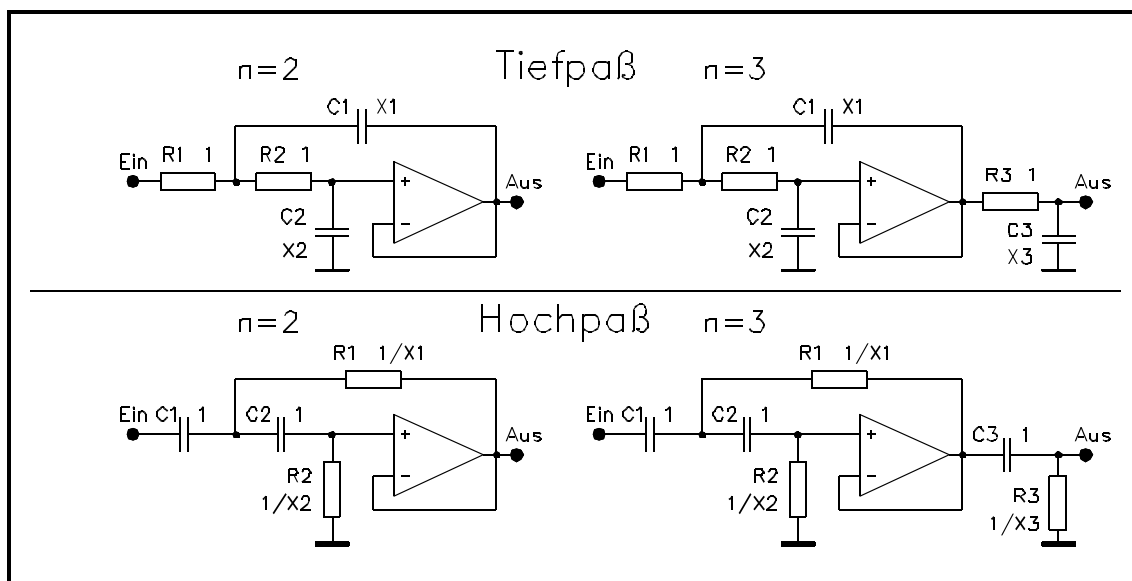 n=2 Tiefpaß n=3
C1 X1
Ein R1 1 R2 1
+
-
Aus
C2
X2
C1 X1
Ein R1 1 R2 1
+
-
R3 1 Aus
C2
X2
C3
X3
n=2 Hochpaß n=3
R1 1/X1
Ein C1 1 C2 1
+
-
Aus
R2
1/X2
R1 1/X1
Ein C1 1 C2 1
+
-
C3 1 Aus
R2
1/X2
R3
1/X3